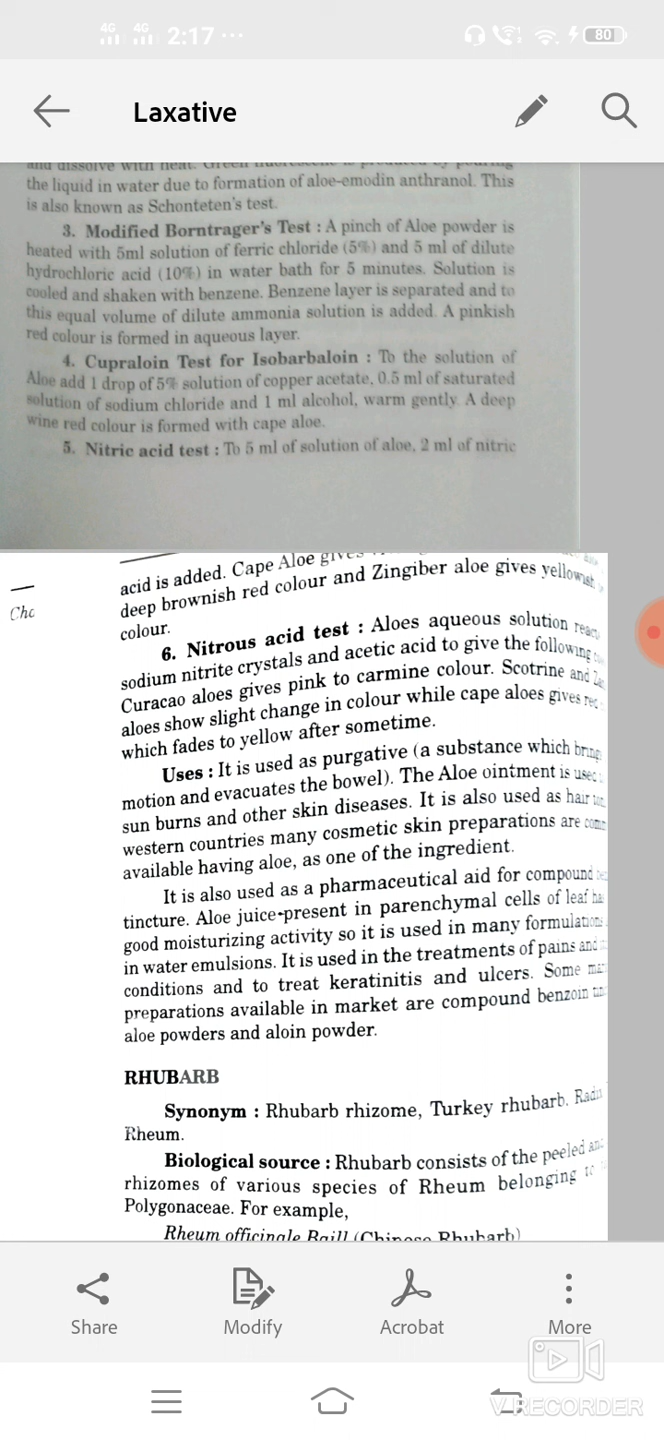 4G 4G 2:17 ... 80
Laxative
and dissolve with heat. Green
the liquid in water due to formation of aloe-emodin anthranol. This
is also known as Schonteten's test.
3. Modified Borntrager's Test : A pinch of Aloe powder is
heated with 5ml solution of ferric chloride (5%) and 5 ml of dilute
hydrochloric acid (10%) in water bath for 5 minutes. Solution is
cooled and shaken with benzene. Benzene layer is separated and to
this equal volume of dilute ammonia solution is added. A pinkish
red colour is formed in aqueous layer.
4. Cupraloin Test for Isobarbaloin : To the solution of
Aloe add 1 drop of 5% solution of copper acetate, 0.5 ml of saturated
solution of sodium chloride and 1 ml alcohol, warm gently. A deep
wine red colour is formed with cape aloe.
5. Nitric acid test : To 5 ml of solution of aloe, 2 ml of nitric
acid is added. Cape Aloe gives
Cho
deep brownish red colour and Zingiber aloe gives yellowish
colour.
6. Nitrous acid test : Aloes aqueous solution
sodium nitrite crystals and acetic acid to give the following
Curacao aloes gives pink to carmine colour. Scotrine and
aloes show slight change in colour while cape aloes gives
which fades to yellow after sometime.
Uses : It is used as purgative (a substance which
motion and evacuates the bowel). The Aloe ointment is
sun burns and other skin diseases. It is also used as hair
western countries many cosmetic skin preparations are
available having aloe, as one of the ingredient.
It is also used as a pharmaceutical aid for compound
tincture. Aloe juice-present in parenchymal cells of leaf
good moisturizing activity so it is used in many formulations
in water emulsions. It is used in the treatments of pains and
conditions and to treat keratinitis and ulcers. Some
preparations available in market are compound benzoin
aloe powders and aloin powder.
RHUBARB
Synonym : Rhubarb rhizome, Turkey rhubarb.
Rheum.
Biological source : Rhubarb consists of the peeled
rhizomes of various species of Rheum belonging to
Polygonaceae. For example,
Rheum officinale Baill (Chinese Rhubarb)
Share Modify Acrobat More
V RECORDER